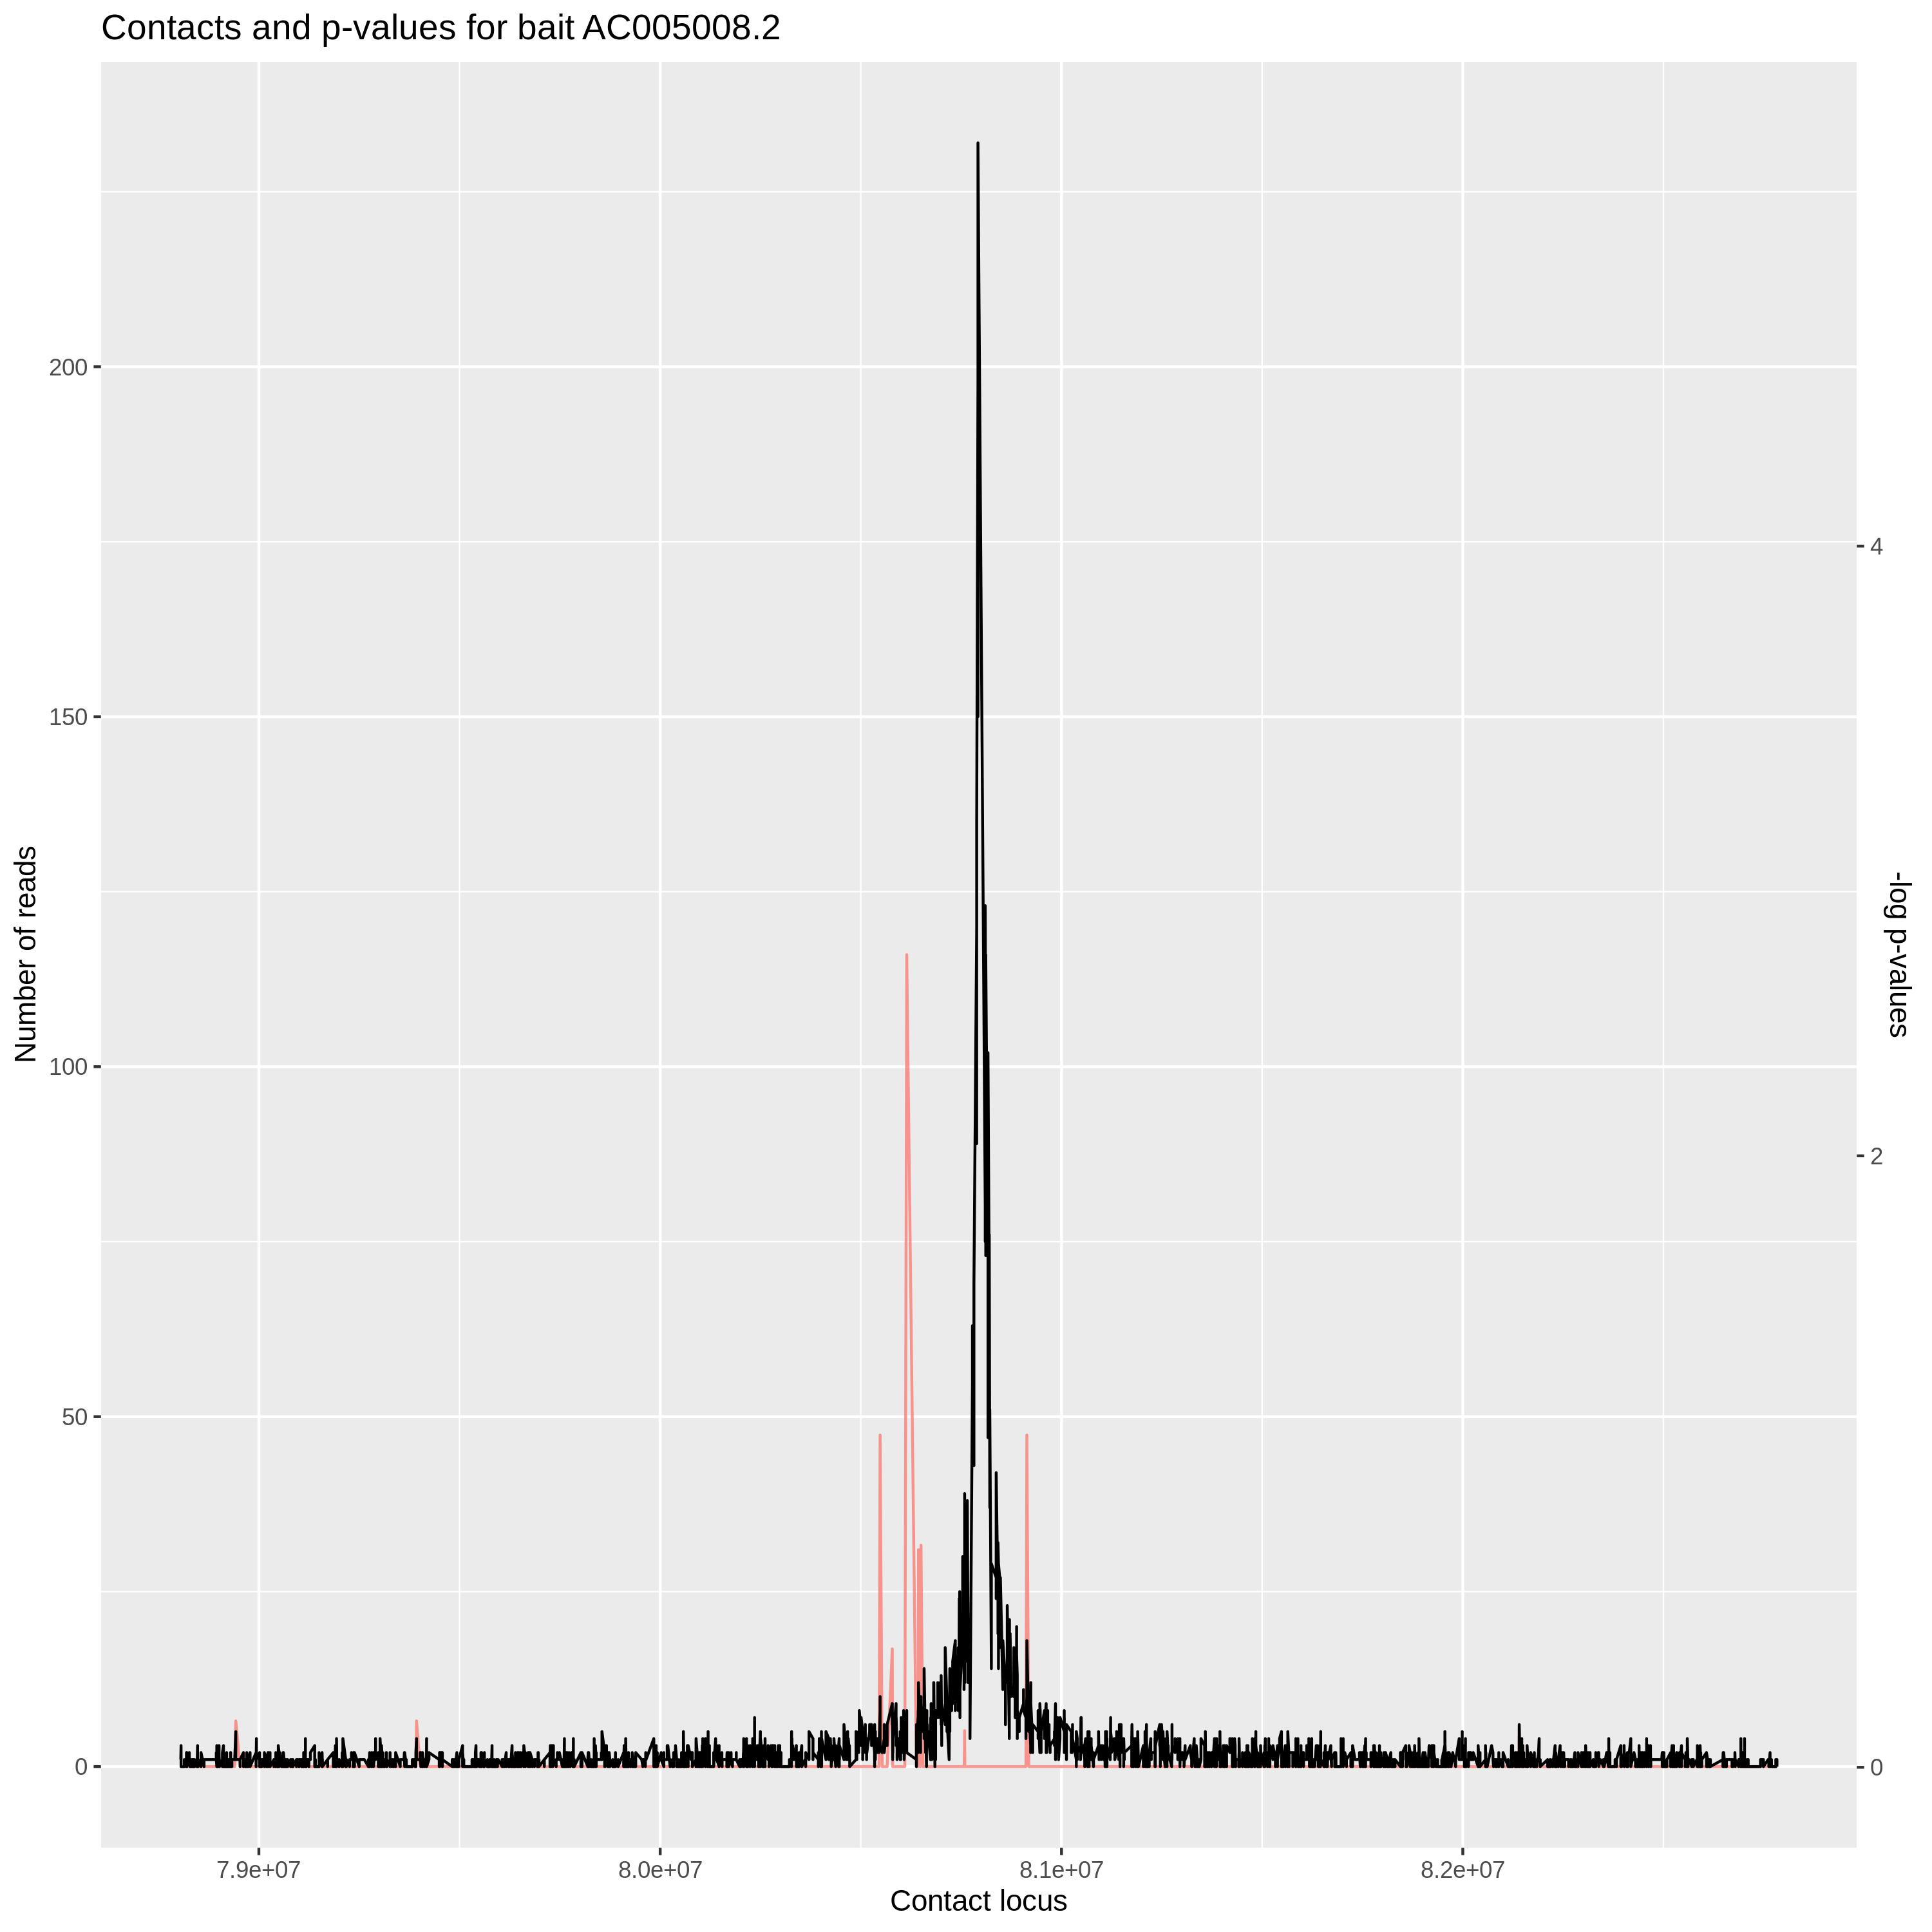 Contacts and p-values for bait AC005008.2
200
150
100
50
0
Number of reads
4
2
0
-log p-values
7.9e+07
8.0e+07
8.1e+07
8.2e+07
Contact locus